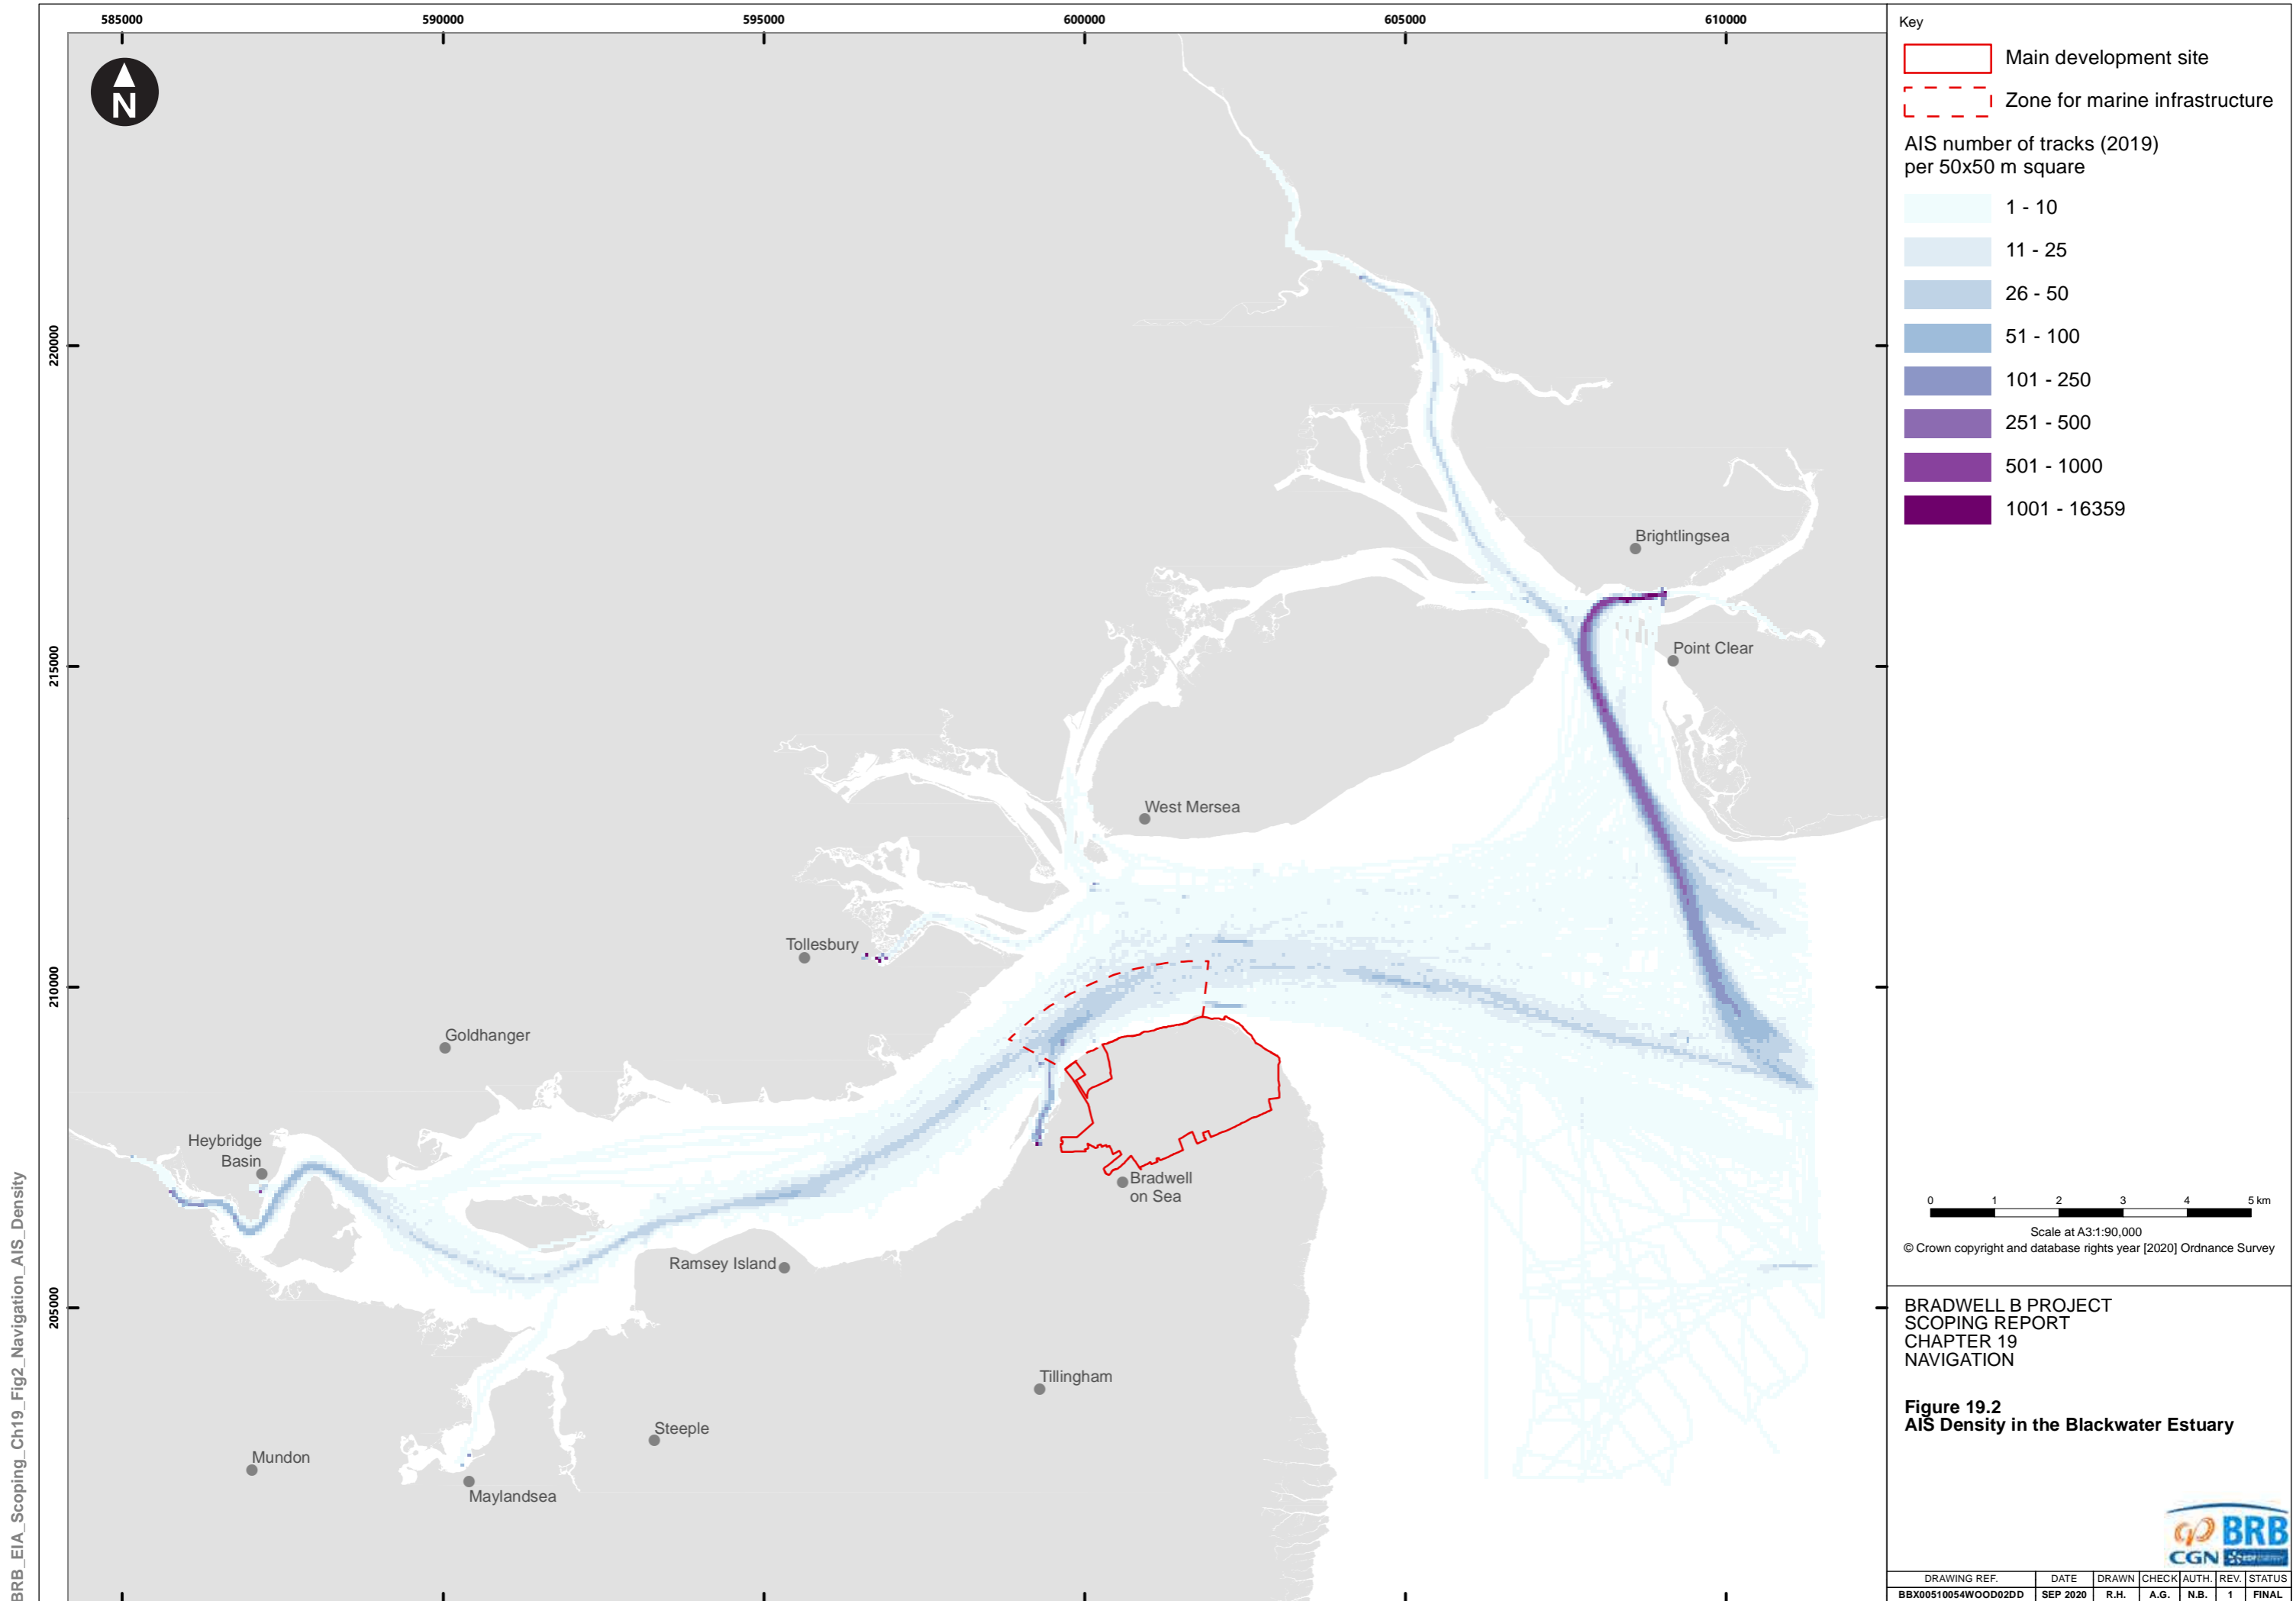 585000
590000
595000
600000
605000
610000
220000
215000
210000
205000
N
Brightlingsea
Point Clear
West Mersea
Tollesbury
Goldhanger
Heybridge
Basin
Bradwell
on Sea
Ramsey Island
Tillingham
Steeple
Mundon
Maylandsea
BRB_EIA_Scoping_Ch19_Fig2_Navigation_AIS_Density
Key
Main development site
Zone for marine infrastructure
AIS number of tracks (2019)
per 50x50 m square
1 - 10
11 - 25
26 - 50
51 - 100
101 - 250
251 - 500
501 - 1000
1001 - 16359
0 1 2 3 4 5 km
Scale at A3:1:90,000
© Crown copyright and database rights year [2020] Ordnance Survey
BRADWELL B PROJECT
SCOPING REPORT
CHAPTER 19
NAVIGATION
Figure 19.2
AIS Density in the Blackwater Estuary
BRB
CGN
DRAWING REF. DATE DRAWN CHECK AUTH. REV. STATUS
BBX00510054WOOD02DD SEP 2020 R.H. A.G. N.B. 1 FINAL